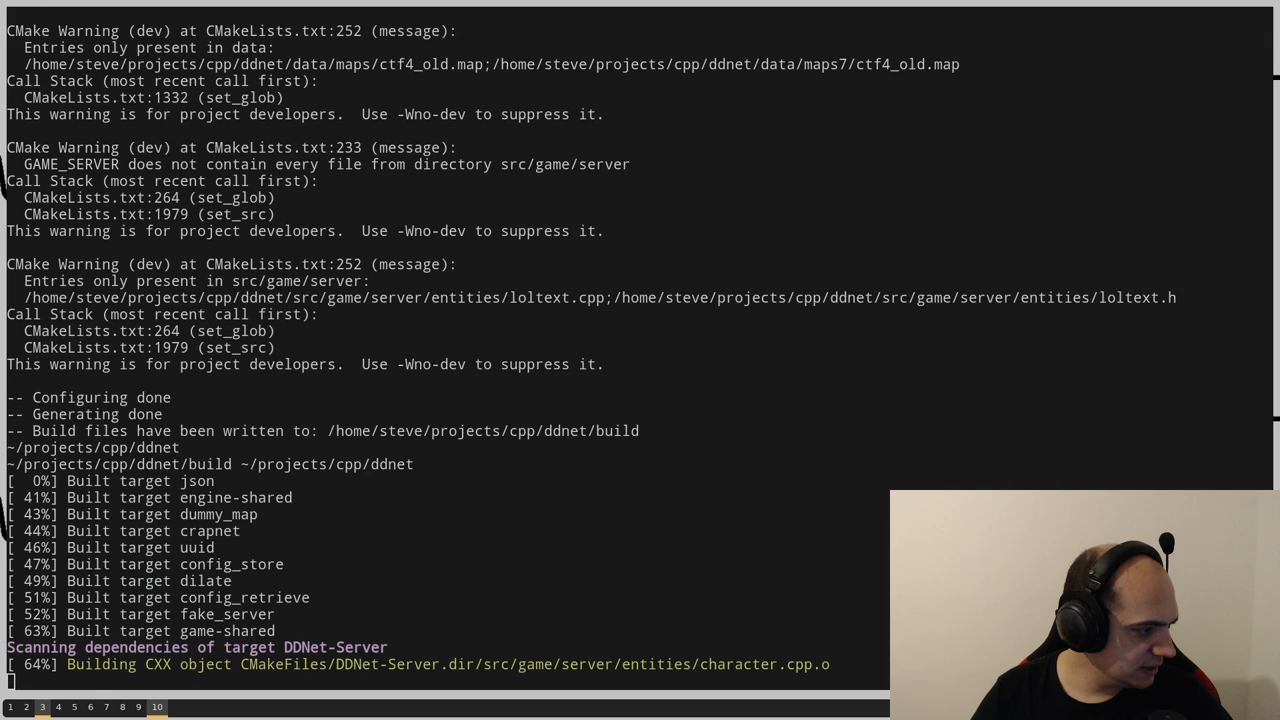 CMake Warning (dev) at CMakeLists.txt:252 (message):
  Entries only present in data:
  /home/steve/projects/cpp/ddnet/data/maps/ctf4_old.map;/home/steve/projects/cpp/ddnet/data/maps7/ctf4_old.map
Call Stack (most recent call first):
  CMakeLists.txt:1332 (set_glob)
This warning is for project developers.  Use -Wno-dev to suppress it.
CMake Warning (dev) at CMakeLists.txt:233 (message):
  GAME_SERVER does not contain every file from directory src/game/server
Call Stack (most recent call first):
  CMakeLists.txt:264 (set_glob)
  CMakeLists.txt:1979 (set_src)
This warning is for project developers.  Use -Wno-dev to suppress it.
CMake Warning (dev) at CMakeLists.txt:252 (message):
  Entries only present in src/game/server:
  /home/steve/projects/cpp/ddnet/src/game/server/entities/loltext.cpp;/home/steve/projects/cpp/ddnet/src/game/server/entities/loltext.h
Call Stack (most recent call first):
  CMakeLists.txt:264 (set_glob)
  CMakeLists.txt:1979 (set_src)
This warning is for project developers.  Use -Wno-dev to suppress it.
-- Configuring done
-- Generating done
-- Build files have been written to: /home/steve/projects/cpp/ddnet/build
~/projects/cpp/ddnet
~/projects/cpp/ddnet/build ~/projects/cpp/ddnet
[  0%] Built target json
[ 41%] Built target engine-shared
[ 43%] Built target dummy_map
[ 44%] Built target crapnet
[ 46%] Built target uuid
[ 47%] Built target config_store
[ 49%] Built target dilate
[ 51%] Built target config_retrieve
[ 52%] Built target fake_server
[ 63%] Built target game-shared
Scanning dependencies of target DDNet-Server
[ 64%] Building CXX object CMakeFiles/DDNet-Server.dir/src/game/server/entities/character.cpp.o
1 2 3 4 5 6 7 8 9 10